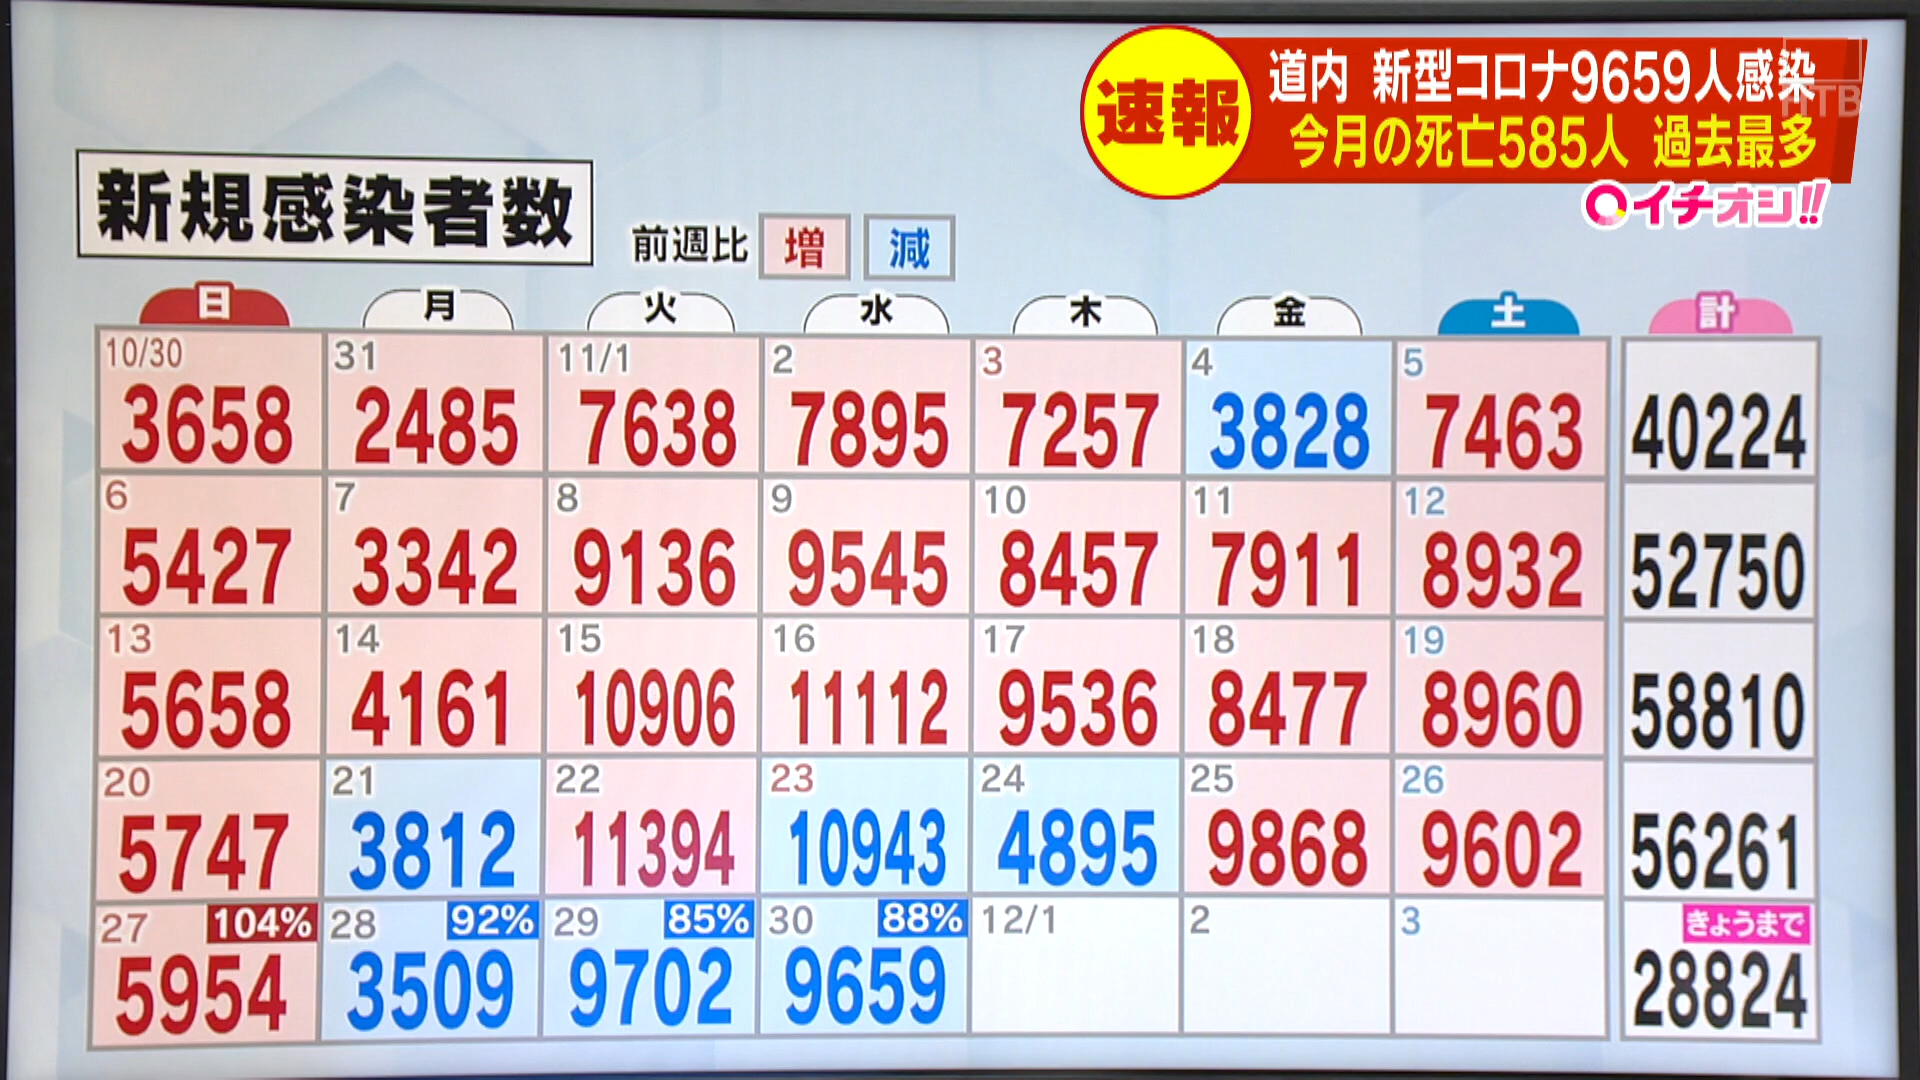 速報
道内 新型コロナ9659人感染
今月の死亡585人 過去最多
HTB
イチオシ!!
新規感染者数
前週比 増 減
日 月 火 水 木 金 土 計
10/30 31 11/1 2 3 4 5
3658 2485 7638 7895 7257 3828 7463 40224
6 7 8 9 10 11 12
5427 3342 9136 9545 8457 7911 8932 52750
13 14 15 16 17 18 19
5658 4161 10906 11112 9536 8477 8960 58810
20 21 22 23 24 25 26
5747 3812 11394 10943 4895 9868 9602 56261
27 104% 28 92% 29 85% 30 88% 12/1 2 3 きょうまで
5954 3509 9702 9659 28824